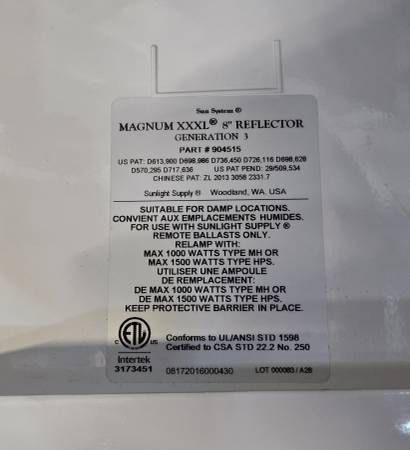 Sun System ®
MAGNUM XXXL® 8" REFLECTOR
GENERATION 3
PART # 904515
US PAT: D613,900 D698,986 D736,450 D726,116 D698,628
D570,295 D717,636 US PAT PEND: 29/509,534
CHINESE PAT: ZL 2013 3058 2331.7
Sunlight Supply ® Woodland, WA. USA
SUITABLE FOR DAMP LOCATIONS.
CONVIENT AUX EMPLACEMENTS HUMIDES.
FOR USE WITH SUNLIGHT SUPPLY ®
REMOTE BALLASTS ONLY.
RELAMP WITH:
MAX 1000 WATTS TYPE MH OR
MAX 1500 WATTS TYPE HPS.
UTILISER UNE AMPOULE
DE REMPLACEMENT:
DE MAX 1000 WATTS TYPE MH OR
DE MAX 1500 WATTS TYPE HPS.
KEEP PROTECTIVE BARRIER IN PLACE.
ETL
C US
Intertek
3173451
Conforms to UL/ANSI STD 1598
Certified to CSA STD 22.2 No. 250
08172016000430 LOT 000083 / A28